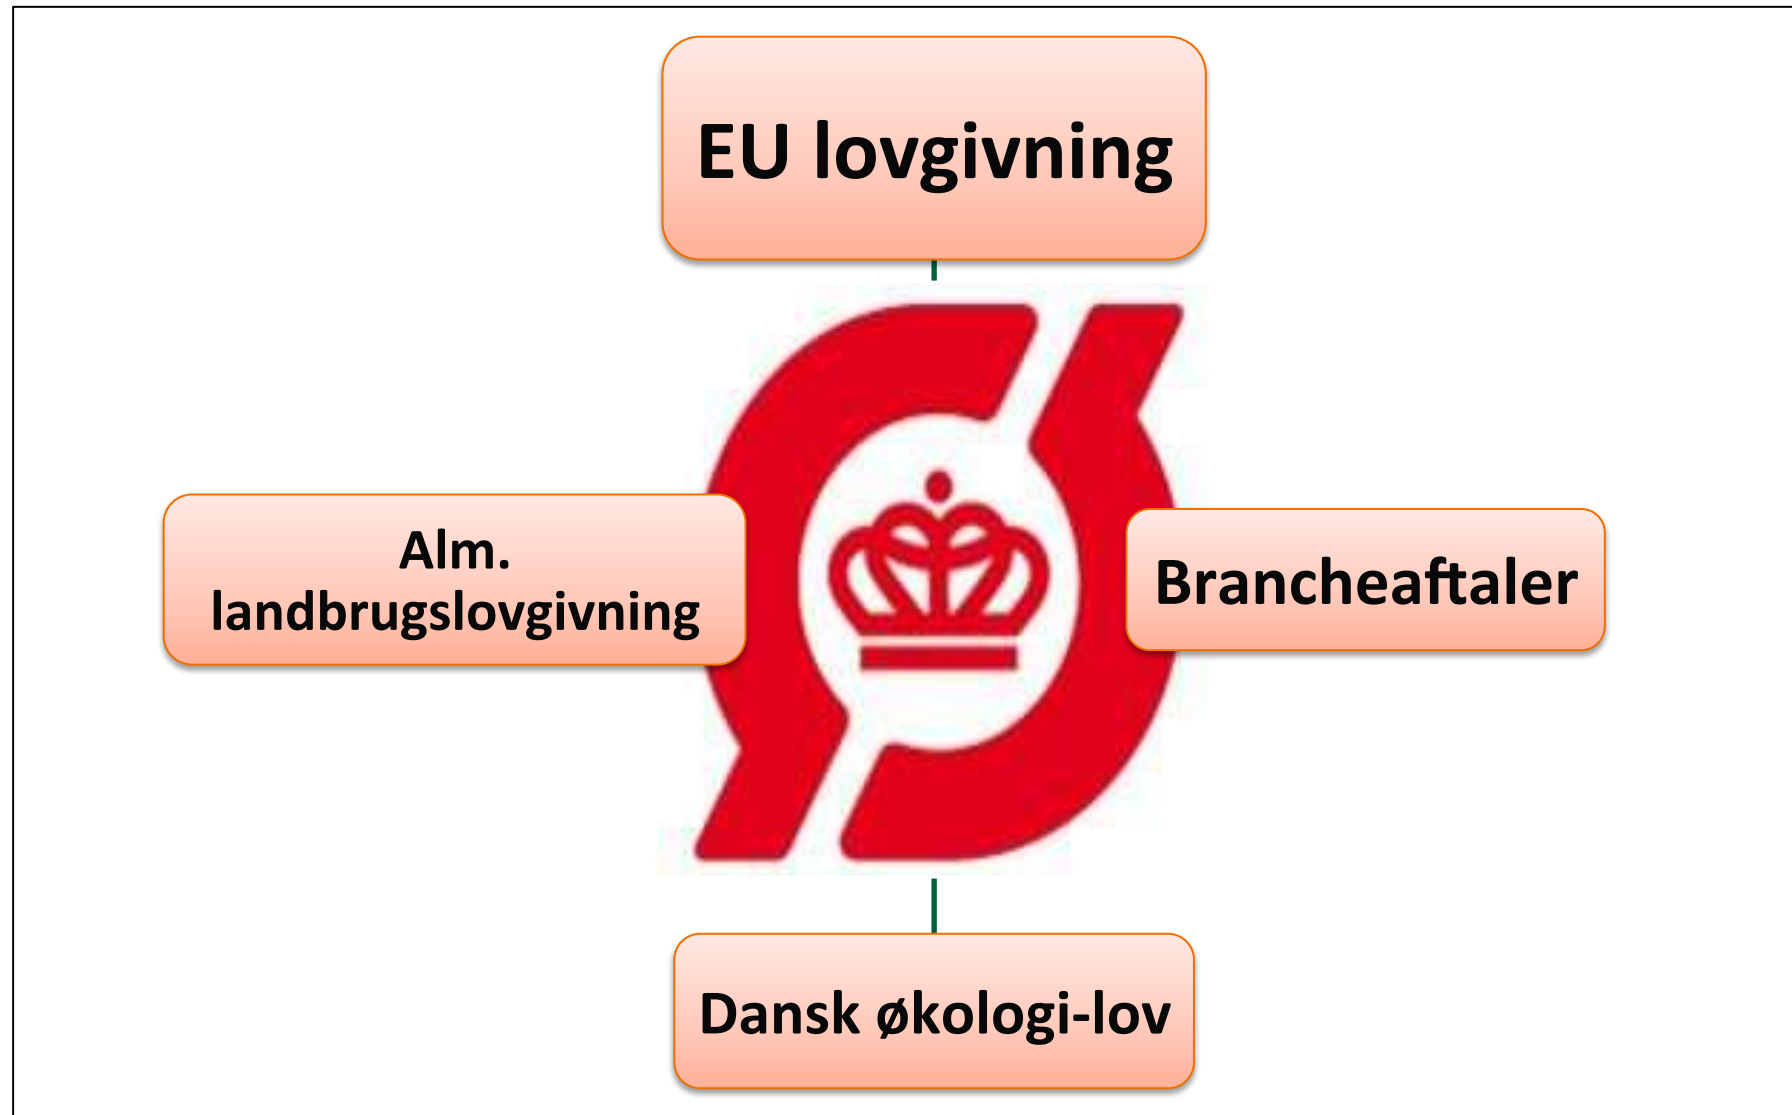 EU lovgivning
Alm.
landbrugslovgivning
Brancheaftaler
Dansk økologi-lov